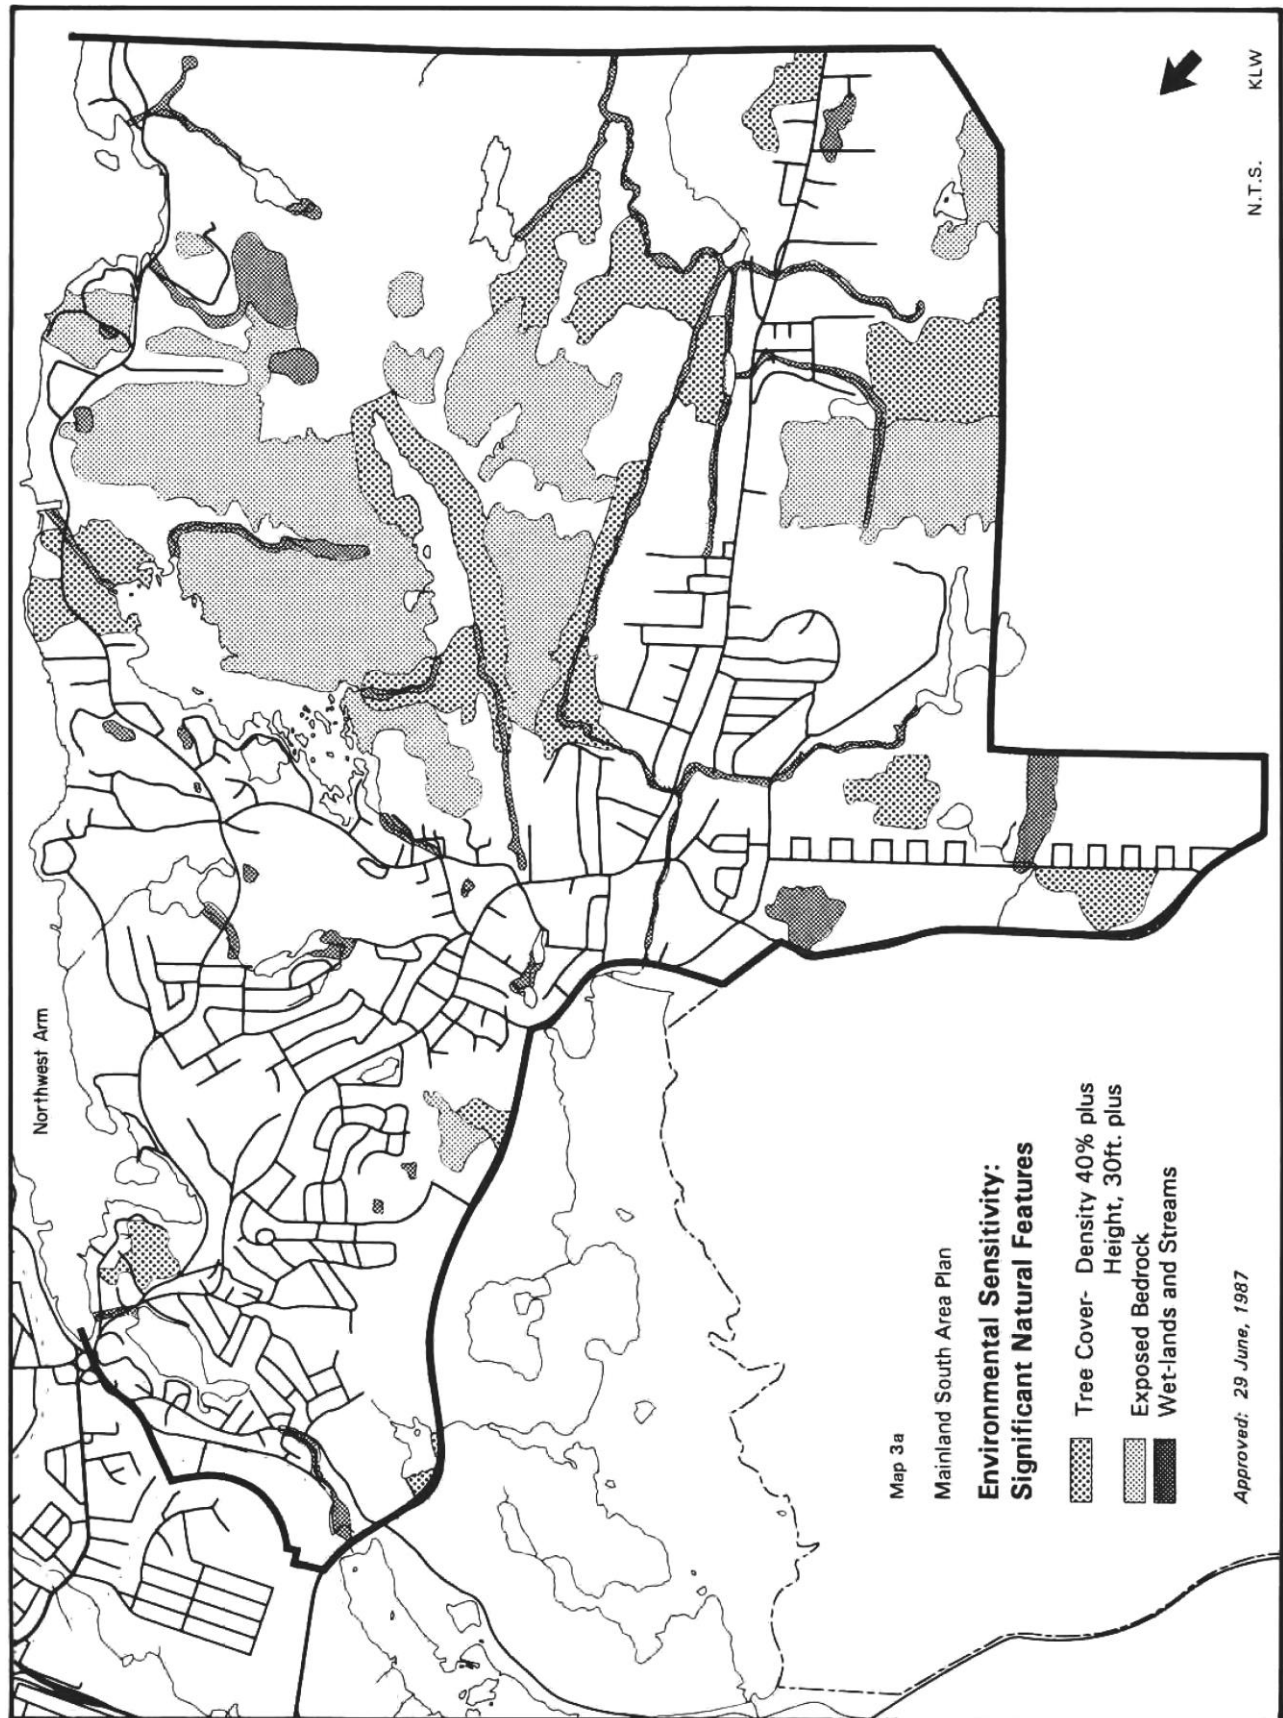 Northwest Arm
Map 3a
Mainland South Area Plan
Environmental Sensitivity:
Significant Natural Features
Tree Cover- Density 40% plus
Height, 30ft. plus
Exposed Bedrock
Wet-lands and Streams
Approved: 29 June, 1987
N.T.S. KLW